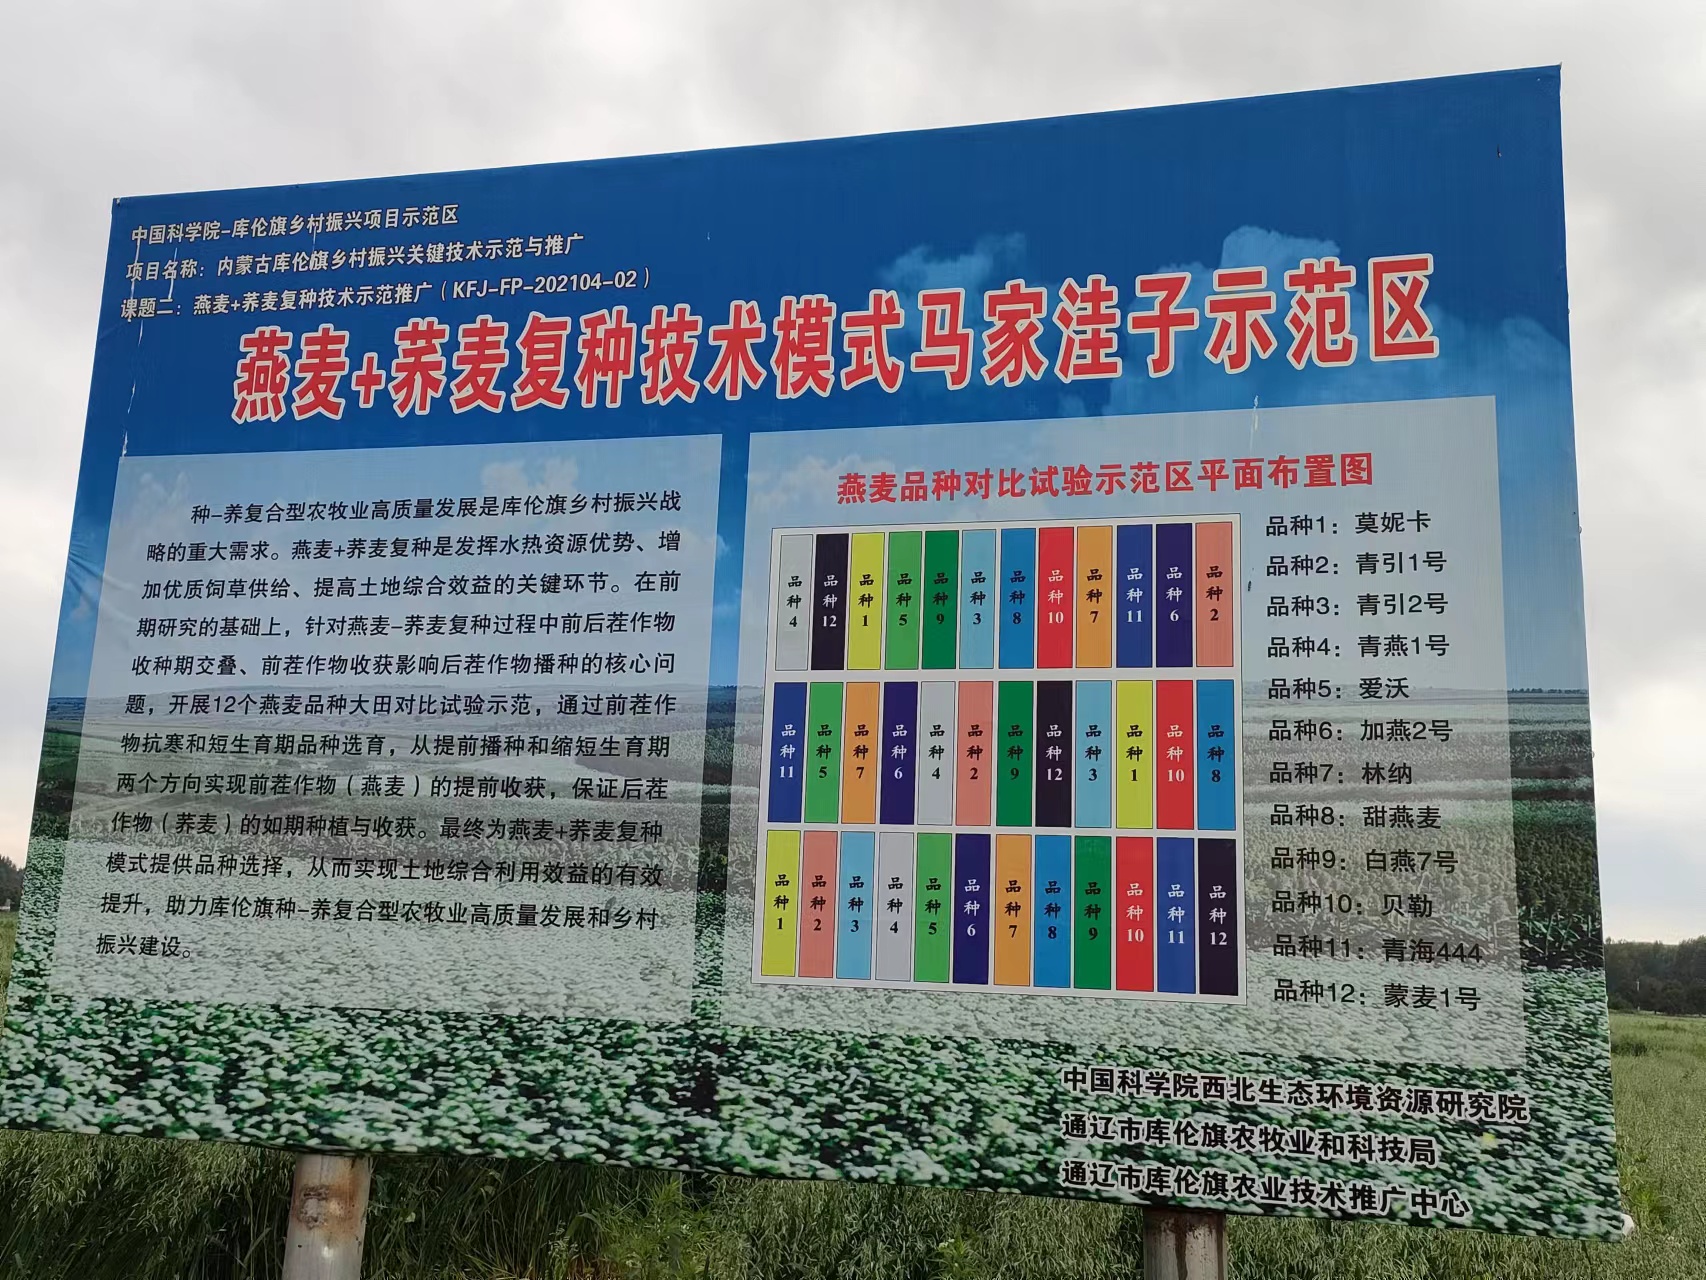 中国科学院-库伦旗乡村振兴项目示范区
项目名称：内蒙古库伦旗乡村振兴关键技术示范与推广
课题二：燕麦+荞麦复种技术示范推广（KFJ-FP-202104-02）
燕麦+荞麦复种技术模式马家洼子示范区
种-养复合型农牧业高质量发展是库伦旗乡村振兴战
略的重大需求。燕麦+荞麦复种是发挥水热资源优势、增
加优质饲草供给、提高土地综合效益的关键环节。在前
期研究的基础上，针对燕麦-荞麦复种过程中前后茬作物
收种期交叠、前茬作物收获影响后茬作物播种的核心问
题，开展12个燕麦品种大田对比试验示范，通过前茬作
物抗寒和短生育期品种选育，从提前播种和缩短生育期
两个方向实现前茬作物（燕麦）的提前收获，保证后茬
作物（荞麦）的如期种植与收获。最终为燕麦+荞麦复种
模式提供品种选择，从而实现土地综合利用效益的有效
提升，助力库伦旗种-养复合型农牧业高质量发展和乡村
振兴建设。
燕麦品种对比试验示范区平面布置图
品种4 品种12 品种1 品种5 品种9 品种3 品种8 品种10 品种7 品种11 品种6 品种2
品种11 品种5 品种7 品种6 品种4 品种2 品种9 品种12 品种3 品种1 品种10 品种8
品种1 品种2 品种3 品种4 品种5 品种6 品种7 品种8 品种9 品种10 品种11 品种12
品种1：莫妮卡
品种2：青引1号
品种3：青引2号
品种4：青燕1号
品种5：爱沃
品种6：加燕2号
品种7：林纳
品种8：甜燕麦
品种9：白燕7号
品种10：贝勒
品种11：青海444
品种12：蒙麦1号
中国科学院西北生态环境资源研究院
通辽市库伦旗农牧业和科技局
通辽市库伦旗农业技术推广中心